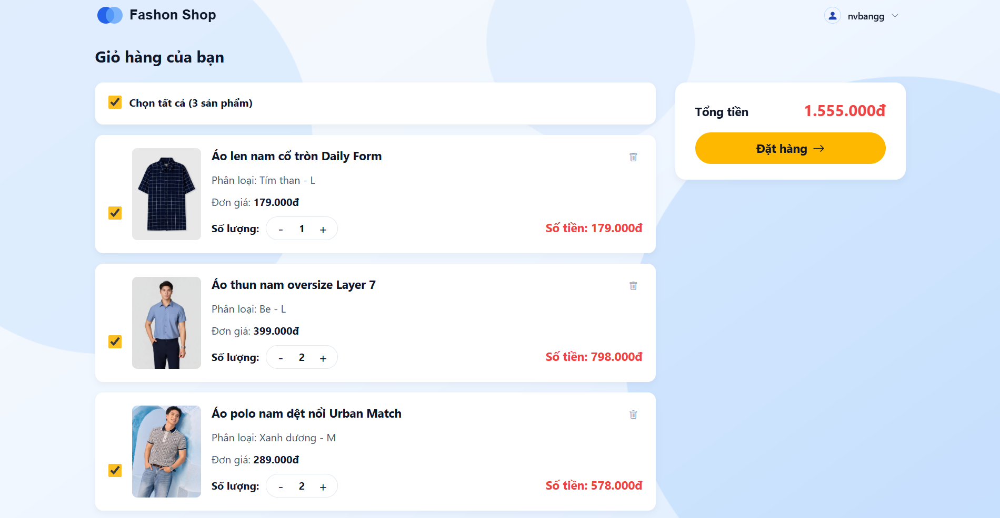 Fashon Shop
nvbangg
Giỏ hàng của bạn
Chọn tất cả (3 sản phẩm)
Tổng tiền 1.555.000đ
Đặt hàng →
Áo len nam cổ tròn Daily Form
Phân loại: Tím than - L
Đơn giá: 179.000đ
Số lượng: - 1 +
Số tiền: 179.000đ
Áo thun nam oversize Layer 7
Phân loại: Be - L
Đơn giá: 399.000đ
Số lượng: - 2 +
Số tiền: 798.000đ
Áo polo nam dệt nổi Urban Match
Phân loại: Xanh dương - M
Đơn giá: 289.000đ
Số lượng: - 2 +
Số tiền: 578.000đ